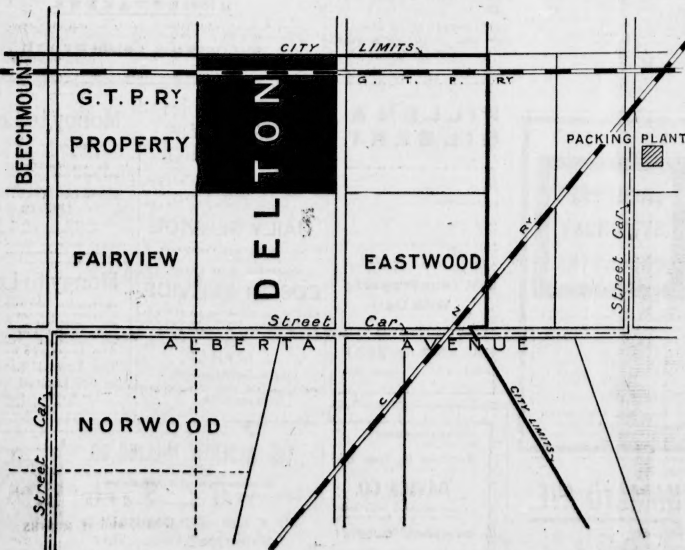 CITY LIMITS
G. T. P. RY
BEECHMOUNT
G.T.P. RY.
PROPERTY
DELTON
PACKING PLANT
FAIRVIEW
EASTWOOD
C N RY.
Street Car
Street Car
ALBERTA AVENUE
CITY LIMITS
NORWOOD
Street Car